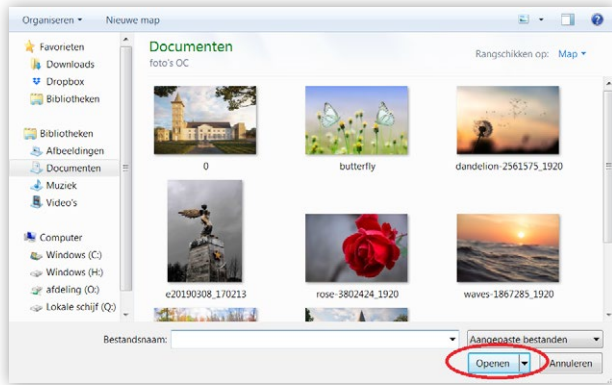 Organiseren ▾ Nieuwe map
Favorieten
Downloads
Dropbox
Bibliotheken
Bibliotheken
Afbeeldingen
Documenten
Muziek
Video's
Computer
Windows (C:)
Windows (H:)
afdeling (O:)
Lokale schijf (Q:)
Documenten
foto's OC
Rangschikken op: Map ▾
0
butterfly
dandelion-2561575_1920
e20190308_170213
rose-3802424_1920
waves-1867285_1920
Bestandsnaam:
Aangepaste bestanden
Openen
Annuleren